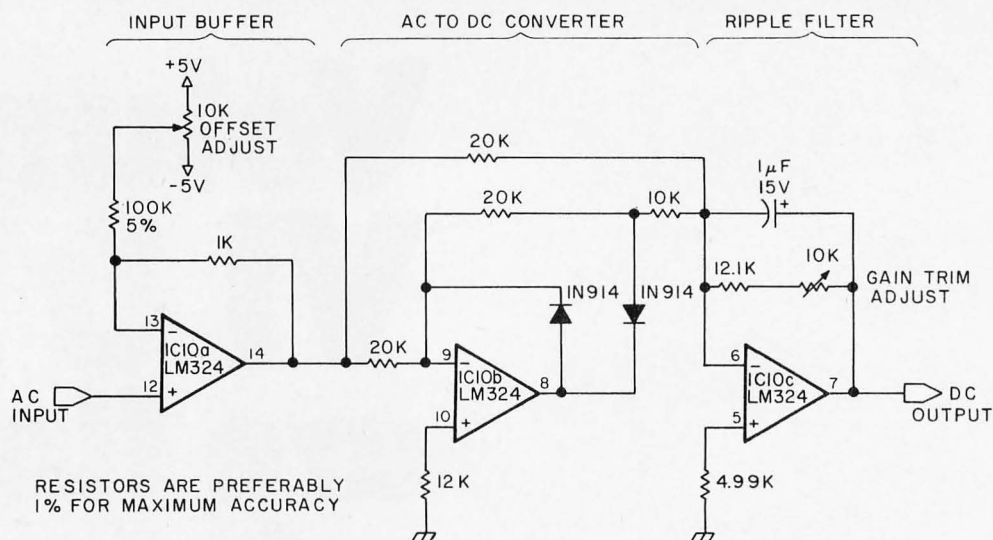 INPUT BUFFER
AC TO DC CONVERTER
RIPPLE FILTER
+5V
10K
OFFSET
ADJUST
-5V
100K
5%
1K
13
−
IC10a
LM324
14
12
+
AC
INPUT
20K
20K
10K
1µF
15V
+
12.1K
10K
GAIN TRIM
ADJUST
1N914
1N914
20K
9
−
IC10b
LM324
8
10
+
12K
6
−
IC10c
LM324
7
5
+
4.99K
DC
OUTPUT
RESISTORS ARE PREFERABLY
1% FOR MAXIMUM ACCURACY